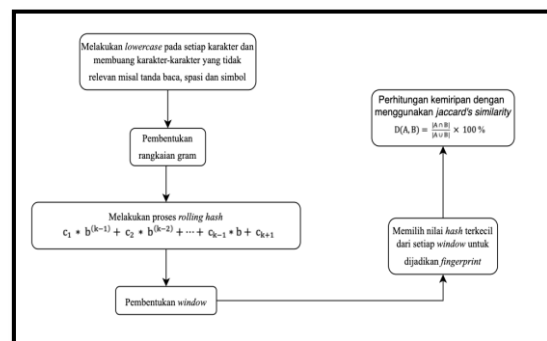 Melakukan lowercase pada setiap karakter dan
membuang karakter-karakter yang tidak
relevan misal tanda baca, spasi dan simbol
Pembentukan
rangkaian gram
Melakukan proses rolling hash
c₁ * b⁽ᵏ⁻¹⁾ + c₂ * b⁽ᵏ⁻²⁾ + ⋯ + cₖ₋₁ * b + cₖ₊₁
Pembentukan window
Memilih nilai hash terkecil
dari setiap window untuk
dijadikan fingerprint
Perhitungan kemiripan dengan
menggunakan jaccard's similarity
D(A, B) = |A ∩ B| / |A ∪ B| × 100 %